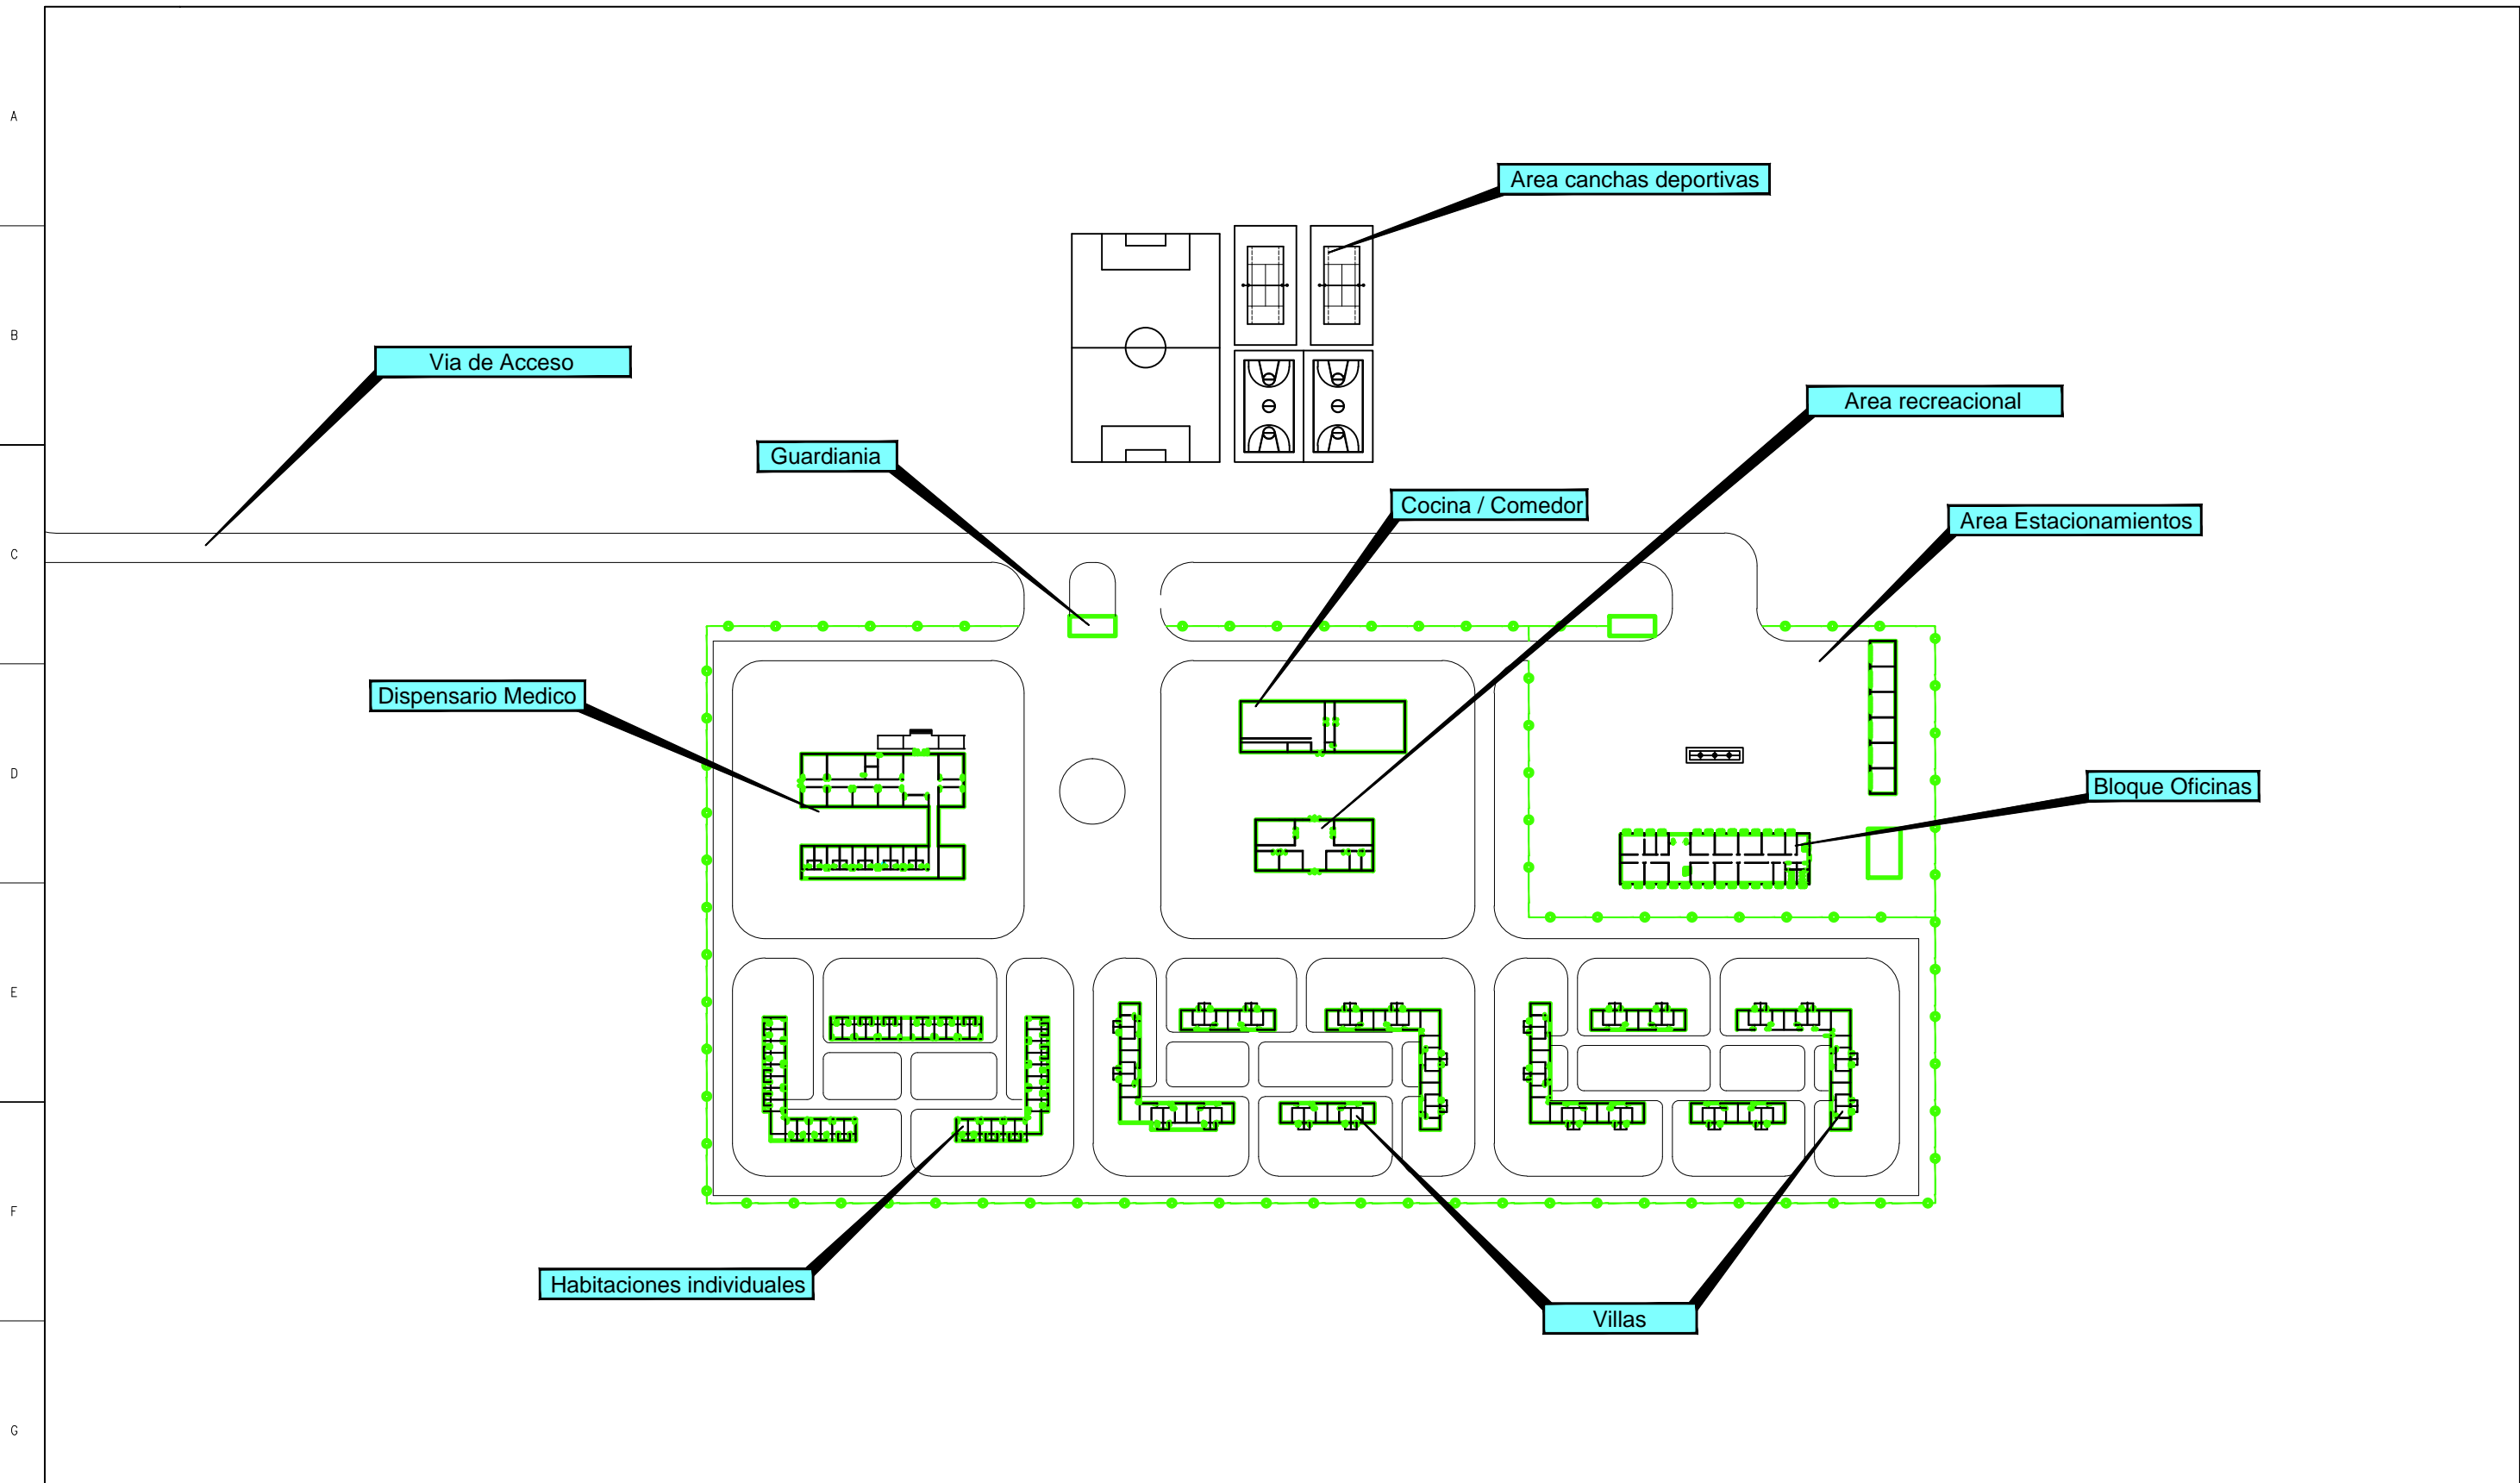 A
Area canchas deportivas
B
Via de Acceso
Area recreacional
Guardiania
Cocina / Comedor
Area Estacionamientos
C
Dispensario Medico
D
Bloque Oficinas
E
F
Habitaciones individuales
Villas
G